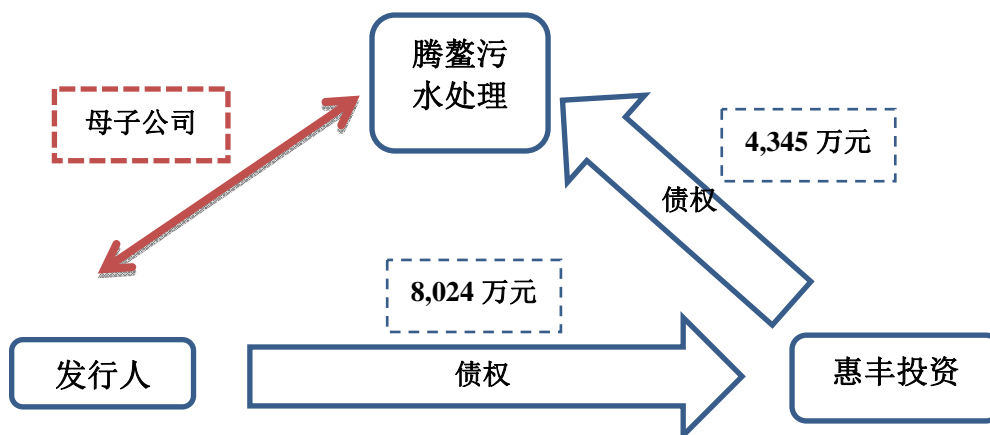 腾鳌污
水处理
母子公司
4,345 万元
债权
8,024 万元
发行人
债权
惠丰投资